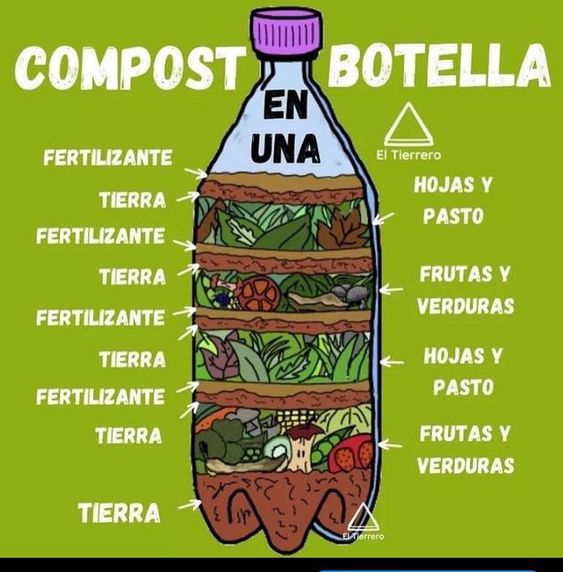 COMPOST
EN
UNA
BOTELLA
El Tierrero
FERTILIZANTE
TIERRA
FERTILIZANTE
TIERRA
FERTILIZANTE
TIERRA
FERTILIZANTE
TIERRA
TIERRA
HOJAS Y
PASTO
FRUTAS Y
VERDURAS
HOJAS Y
PASTO
FRUTAS Y
VERDURAS
El Tierrero